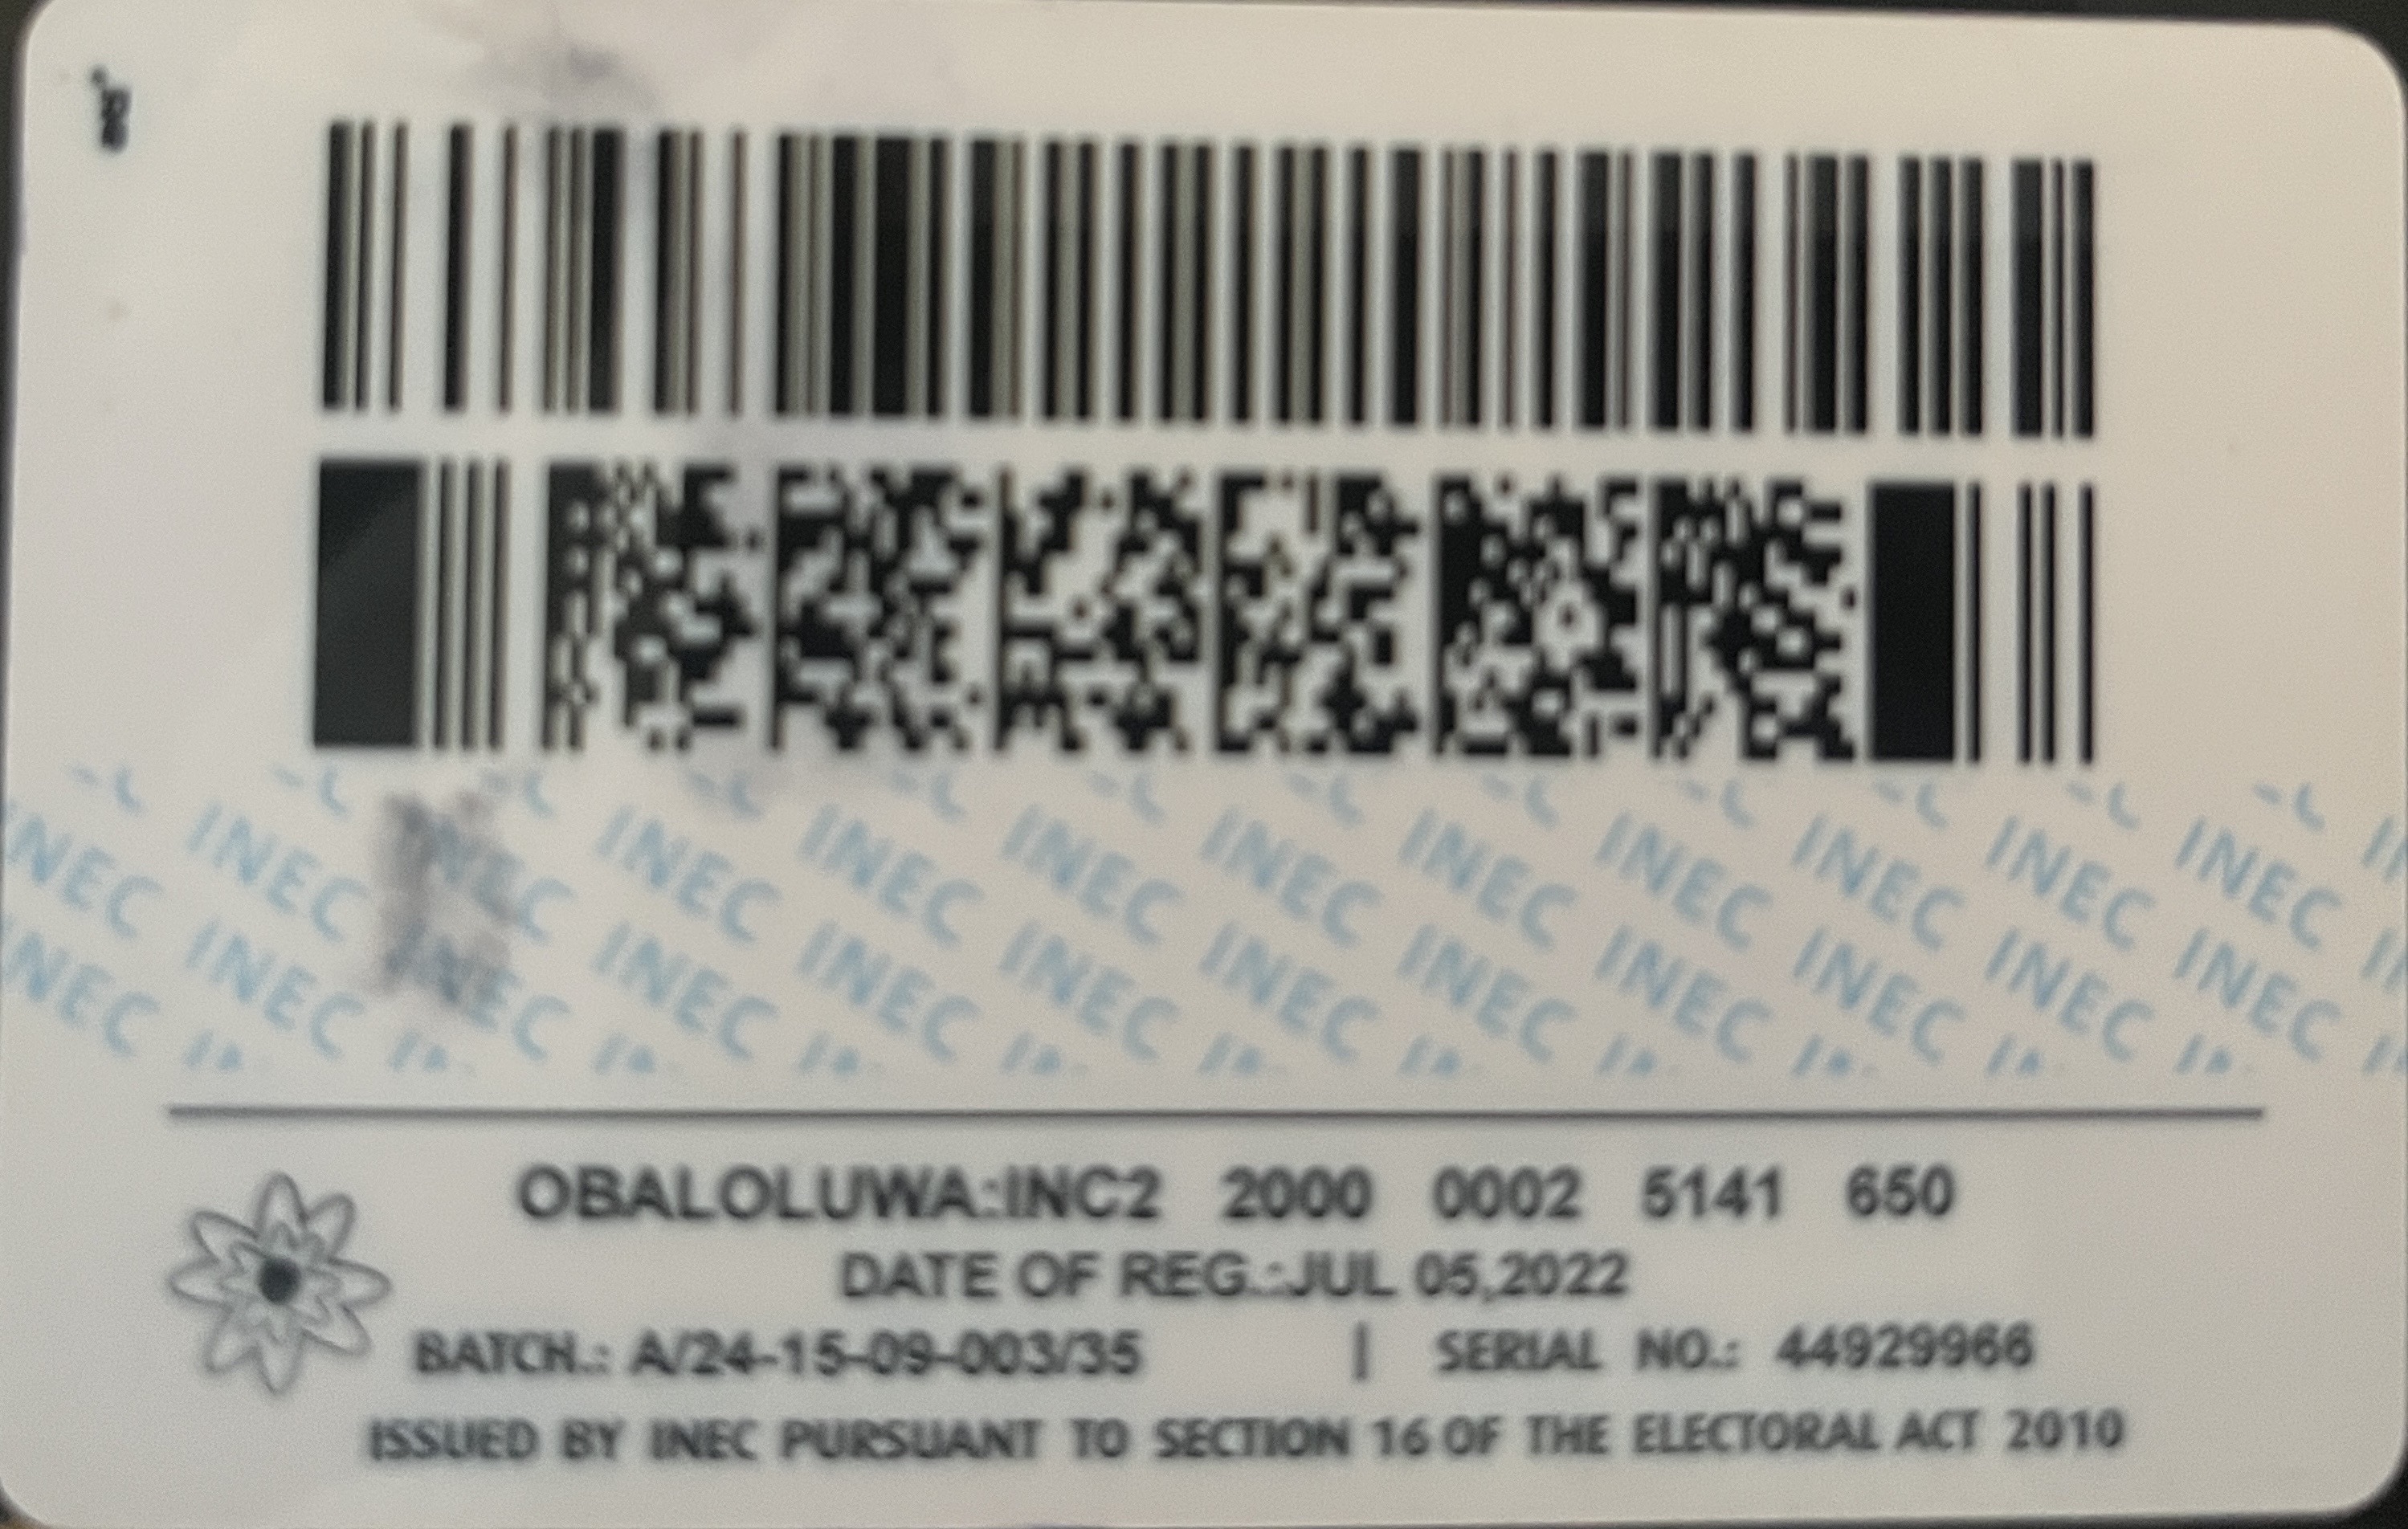 INEC INEC INEC INEC INEC INEC INEC INEC INEC INEC INEC
INEC INEC INEC INEC INEC INEC INEC INEC INEC INEC INEC
OBALOLUWA:INC2 2000 0002 5141 650
DATE OF REG.:JUL 05,2022
BATCH.: A/24-15-09-003/35 | SERIAL NO.: 44929966
ISSUED BY INEC PURSUANT TO SECTION 16 OF THE ELECTORAL ACT 2010